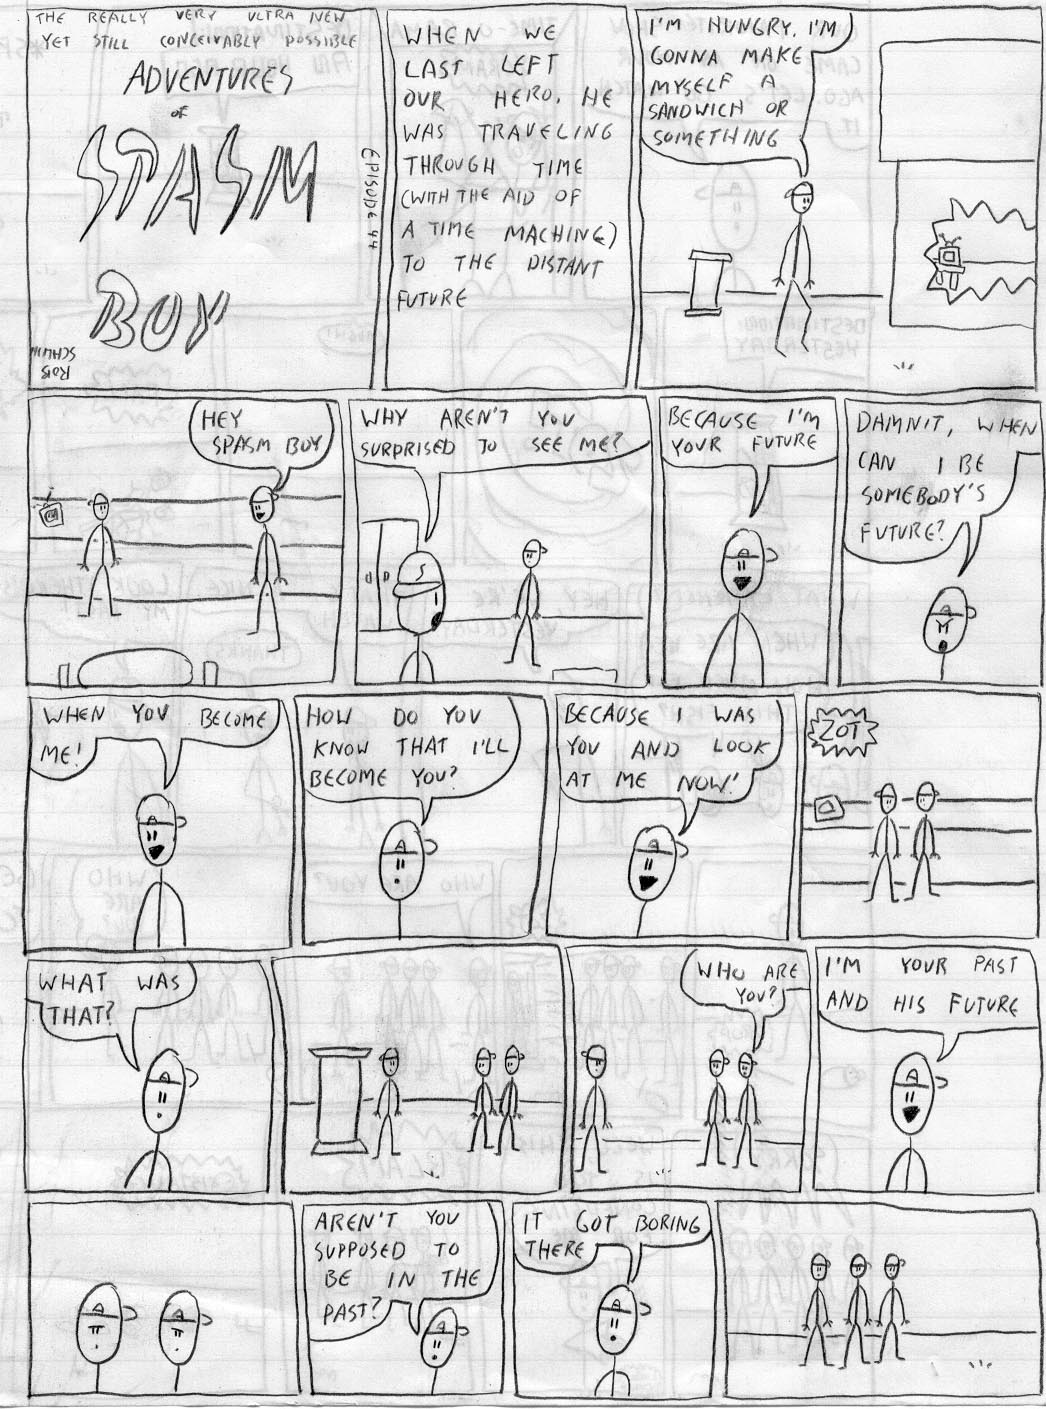 THE REALLY VERY ULTRA NEW
YET STILL CONCEIVABLY POSSIBLE
ADVENTURES
OF
SPASM
BOY
ROB
SCHWIN
EPISODE 44
WHEN WE
LAST LEFT
OUR HERO, HE
WAS TRAVELING
THROUGH TIME
(WITH THE AID OF
A TIME MACHINE)
TO THE DISTANT
FUTURE
I'M HUNGRY, I'M
GONNA MAKE
MYSELF A
SANDWICH OR
SOMETHING
HEY
SPASM BOY
WHY AREN'T YOU
SURPRISED TO SEE ME?
BECAUSE I'M
YOUR FUTURE
DAMNIT, WHEN
CAN I BE
SOMEBODY'S
FUTURE?
WHEN YOU BECOME
ME!
HOW DO YOU
KNOW THAT I'LL
BECOME YOU?
BECAUSE I WAS
YOU AND LOOK
AT ME NOW!
ZOT
WHAT WAS
THAT?
WHO ARE
YOU?
I'M YOUR PAST
AND HIS FUTURE
AREN'T YOU
SUPPOSED TO
BE IN THE
PAST?
IT GOT BORING
THERE